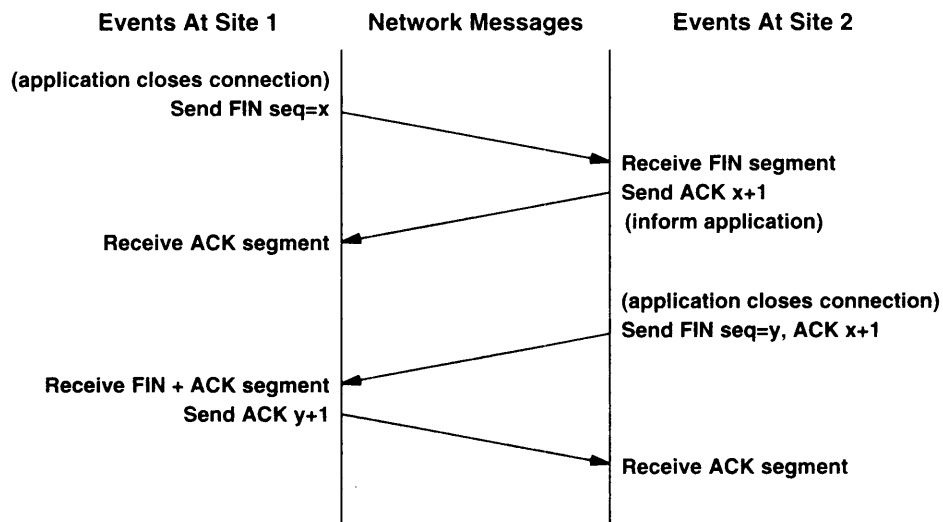 Events At Site 1
Network Messages
Events At Site 2
(application closes connection)
Send FIN seq=x
Receive FIN segment
Send ACK x+1
(inform application)
Receive ACK segment
(application closes connection)
Send FIN seq=y, ACK x+1
Receive FIN + ACK segment
Send ACK y+1
Receive ACK segment